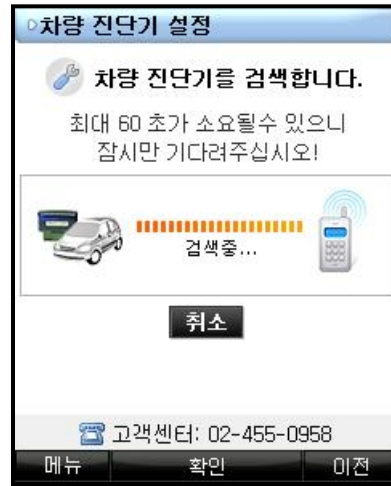 차량 진단기 설정
차량 진단기를 검색합니다.
최대 60 초가 소요될수 있으니
잠시만 기다려주십시오!
검색중...
취소
고객센터: 02-455-0958
메뉴 확인 이전